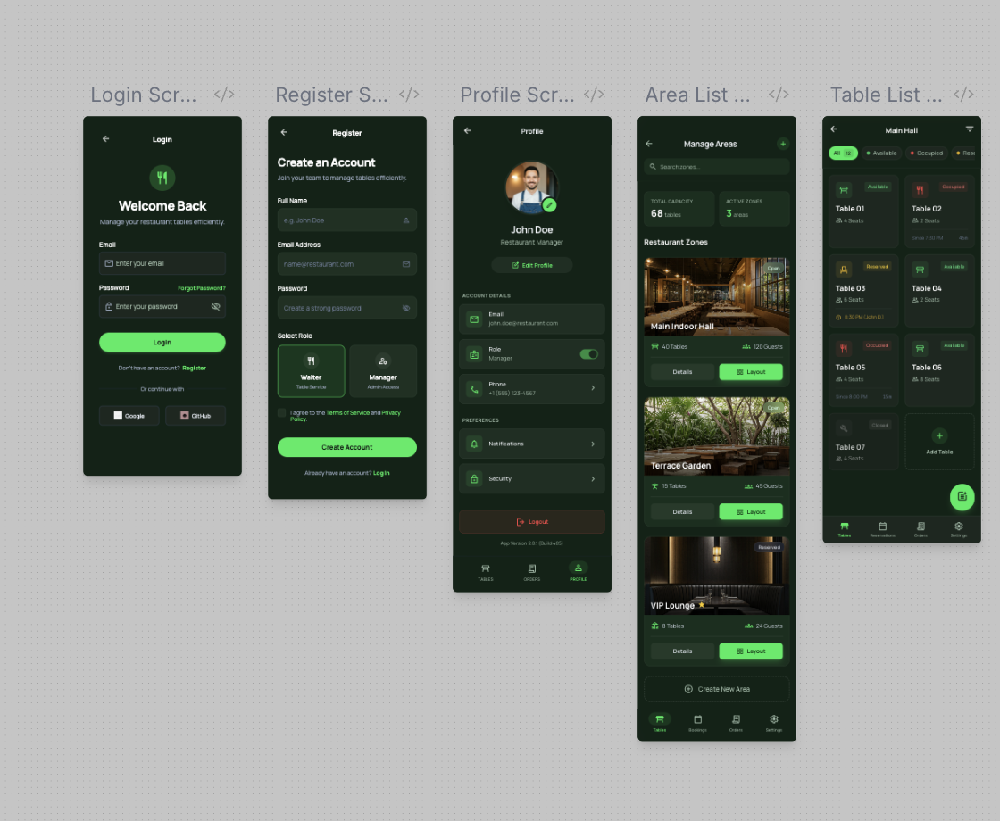 Login Scr...
</>
Login
Welcome Back
Manage your restaurant tables efficiently.
Email
Enter your email
Password
Forgot Password?
Enter your password
Login
Don't have an account? Register
Or continue with
Google
GitHub
Register S...
</>
Register
Create an Account
Join your team to manage tables efficiently.
Full Name
e.g. John Doe
Email Address
name@restaurant.com
Password
Create a strong password
Select Role
Waiter
Table Service
Manager
Admin Access
I agree to the Terms of Service and Privacy
Policy.
Create Account
Already have an account? Log In
Profile Scr...
</>
Profile
John Doe
Restaurant Manager
Edit Profile
ACCOUNT DETAILS
Email
john.doe@restaurant.com
Role
Manager
Phone
+1 (555) 123-4567
PREFERENCES
Notifications
Security
Logout
App Version 2.0.1 (Build 405)
TABLES
ORDERS
PROFILE
Area List ...
</>
Manage Areas
Search zones...
TOTAL CAPACITY
68 tables
ACTIVE ZONES
3 areas
Restaurant Zones
Open
Main Indoor Hall
40 Tables
120 Guests
Details
Layout
Open
Terrace Garden
15 Tables
45 Guests
Details
Layout
Reserved
VIP Lounge
8 Tables
24 Guests
Details
Layout
Create New Area
Tables
Bookings
Orders
Settings
Table List ...
</>
Main Hall
All 12
Available
Occupied
Rese
Available
Table 01
4 Seats
Occupied
Table 02
2 Seats
Since 7:30 PM
45m
Reserved
Table 03
6 Seats
8:30 PM (John D.)
Available
Table 04
2 Seats
Occupied
Table 05
4 Seats
Available
Table 06
8 Seats
Closed
Table 07
4 Seats
Add Table
Tables
Reservations
Orders
Settings